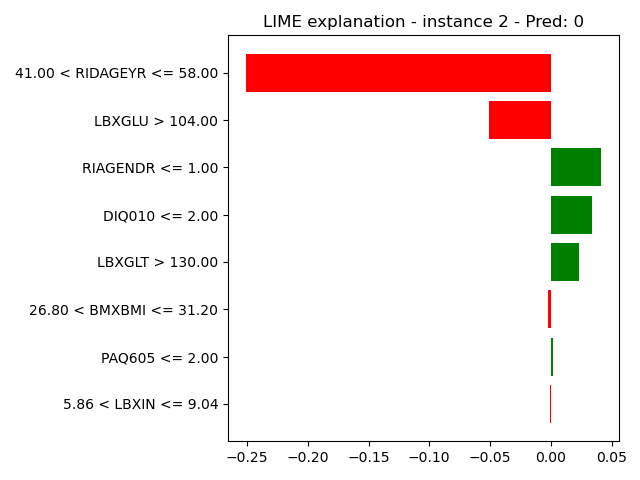 LIME explanation - instance 2 - Pred: 0
41.00 < RIDAGEYR <= 58.00
LBXGLU > 104.00
RIAGENDR <= 1.00
DIQ010 <= 2.00
LBXGLT > 130.00
26.80 < BMXBMI <= 31.20
PAQ605 <= 2.00
5.86 < LBXIN <= 9.04
−0.25 −0.20 −0.15 −0.10 −0.05 0.00 0.05